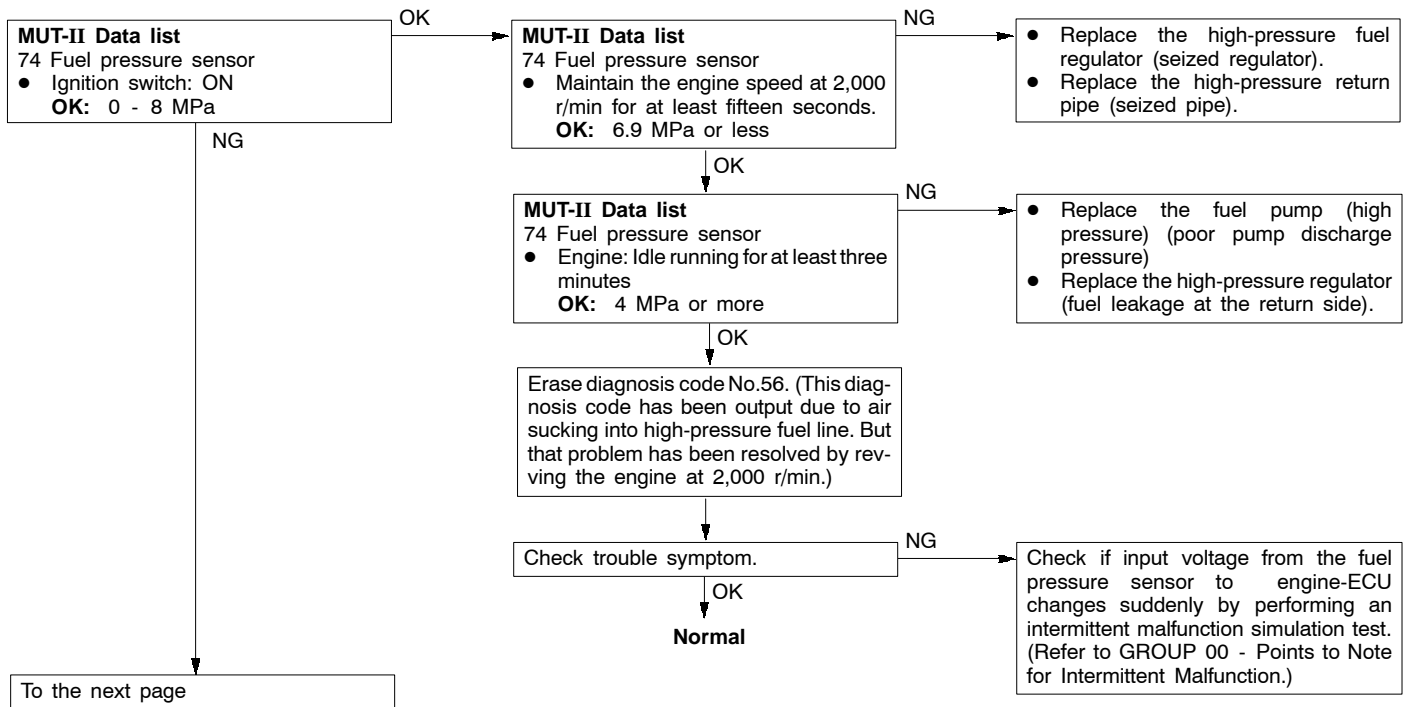 MUT-II Data list
74 Fuel pressure sensor
● Ignition switch: ON
OK: 0 - 8 MPa
OK
NG
MUT-II Data list
74 Fuel pressure sensor
● Maintain the engine speed at 2,000
r/min for at least fifteen seconds.
OK: 6.9 MPa or less
NG
● Replace the high-pressure fuel
regulator (seized regulator).
● Replace the high-pressure return
pipe (seized pipe).
OK
MUT-II Data list
74 Fuel pressure sensor
● Engine: Idle running for at least three
minutes
OK: 4 MPa or more
NG
● Replace the fuel pump (high
pressure) (poor pump discharge
pressure)
● Replace the high-pressure regulator
(fuel leakage at the return side).
OK
Erase diagnosis code No.56. (This diag-
nosis code has been output due to air
sucking into high-pressure fuel line. But
that problem has been resolved by rev-
ving the engine at 2,000 r/min.)
Check trouble symptom.
NG
Check if input voltage from the fuel
pressure sensor to engine-ECU
changes suddenly by performing an
intermittent malfunction simulation test.
(Refer to GROUP 00 - Points to Note
for Intermittent Malfunction.)
OK
Normal
To the next page